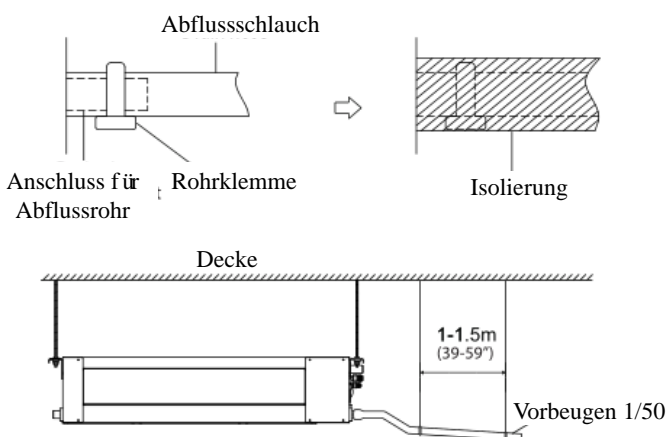 Abflussschlauch
Anschluss für
Abflussrohr
Rohrklemme
Isolierung
Decke
1-1.5m
(39-59")
Vorbeugen 1/50